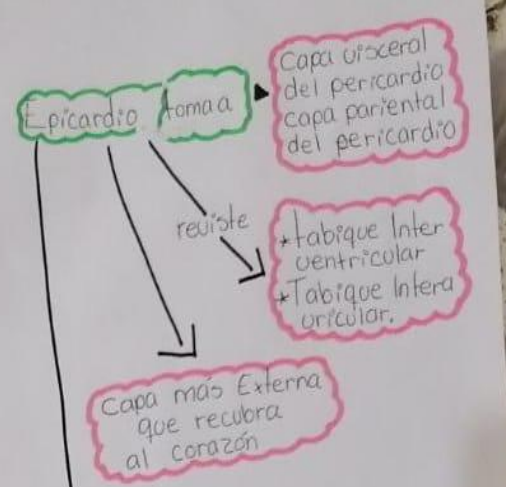 Epicardio toma a
Capa visceral
del pericardio
capa pariental
del pericardio
reviste
*tabique Inter
ventricular
*Tabique Intera
uricular.
Capa más Externa
que recubra
al corazón